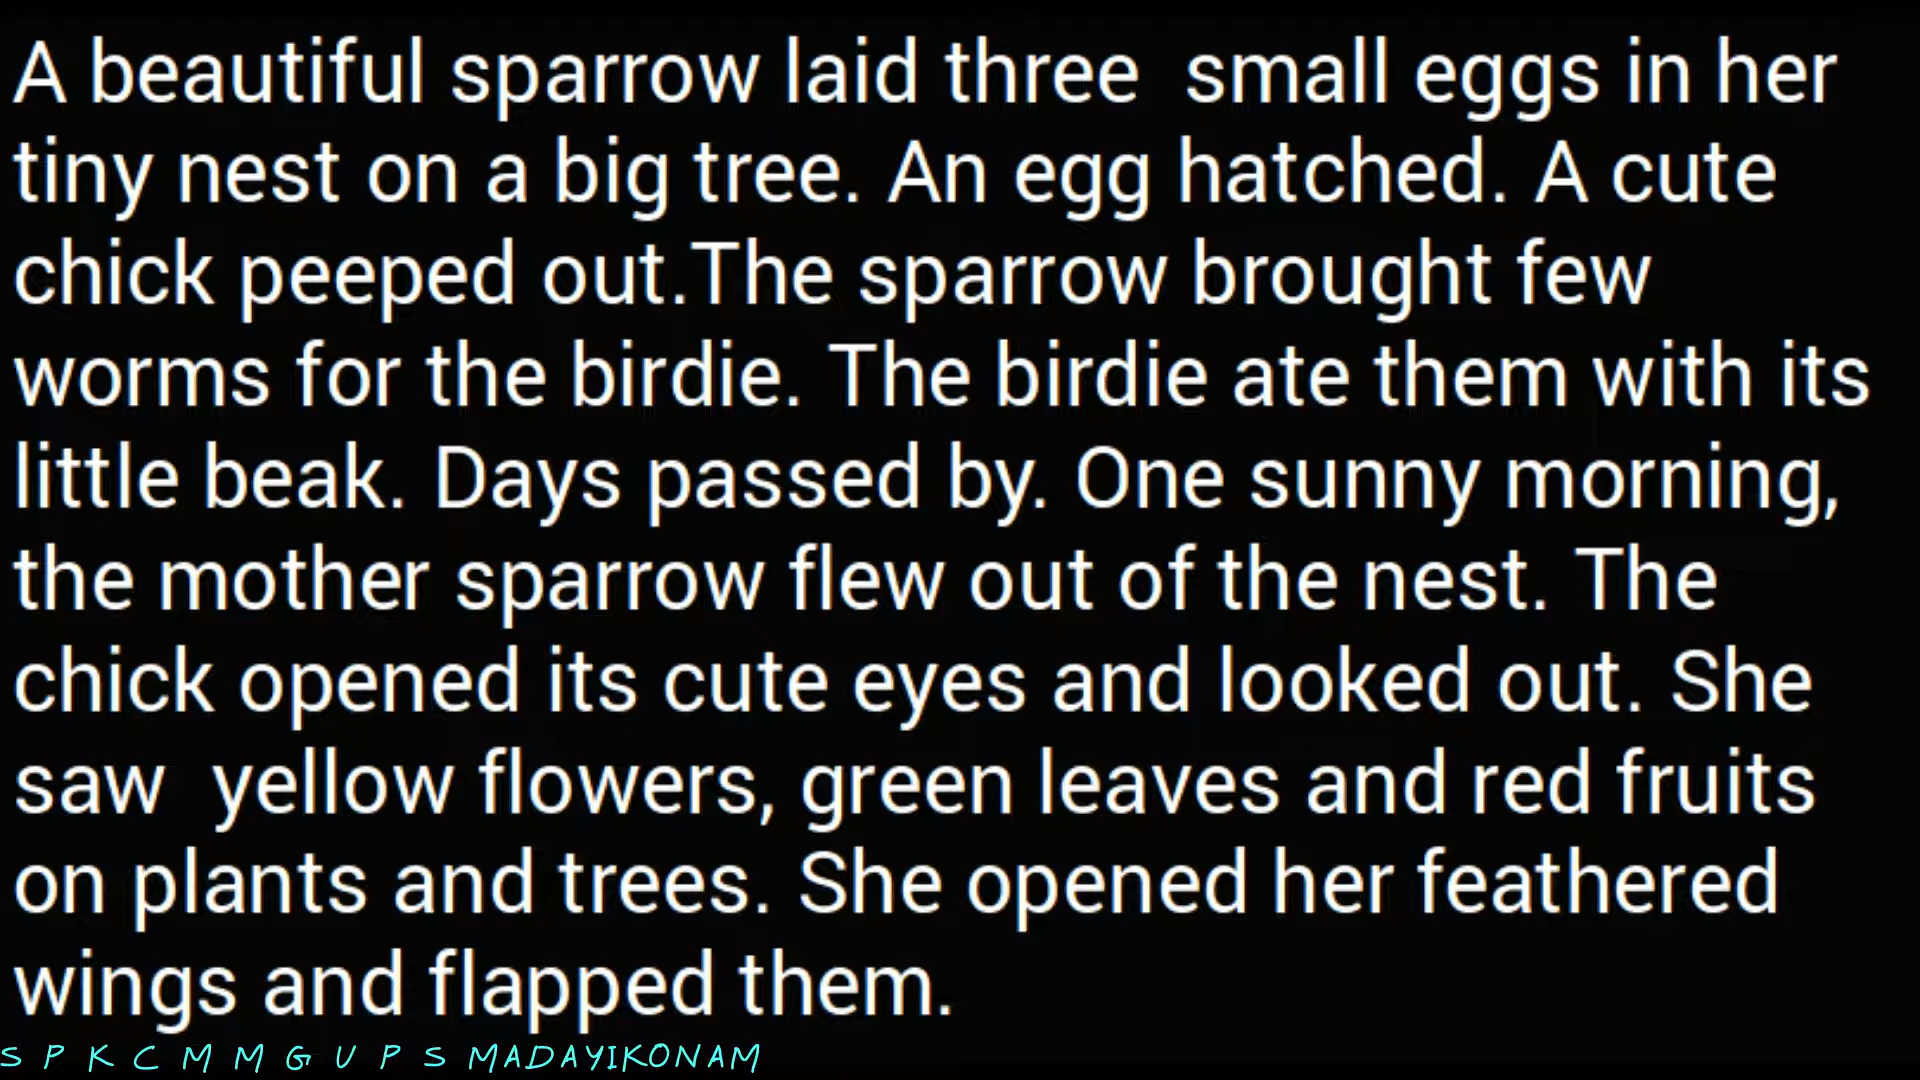 A beautiful sparrow laid three  small eggs in her
tiny nest on a big tree. An egg hatched. A cute
chick peeped out.The sparrow brought few
worms for the birdie. The birdie ate them with its
little beak. Days passed by. One sunny morning,
the mother sparrow flew out of the nest. The
chick opened its cute eyes and looked out. She
saw  yellow flowers, green leaves and red fruits
on plants and trees. She opened her feathered
wings and flapped them.
S P K C M M G U P S MADAYIKONAM